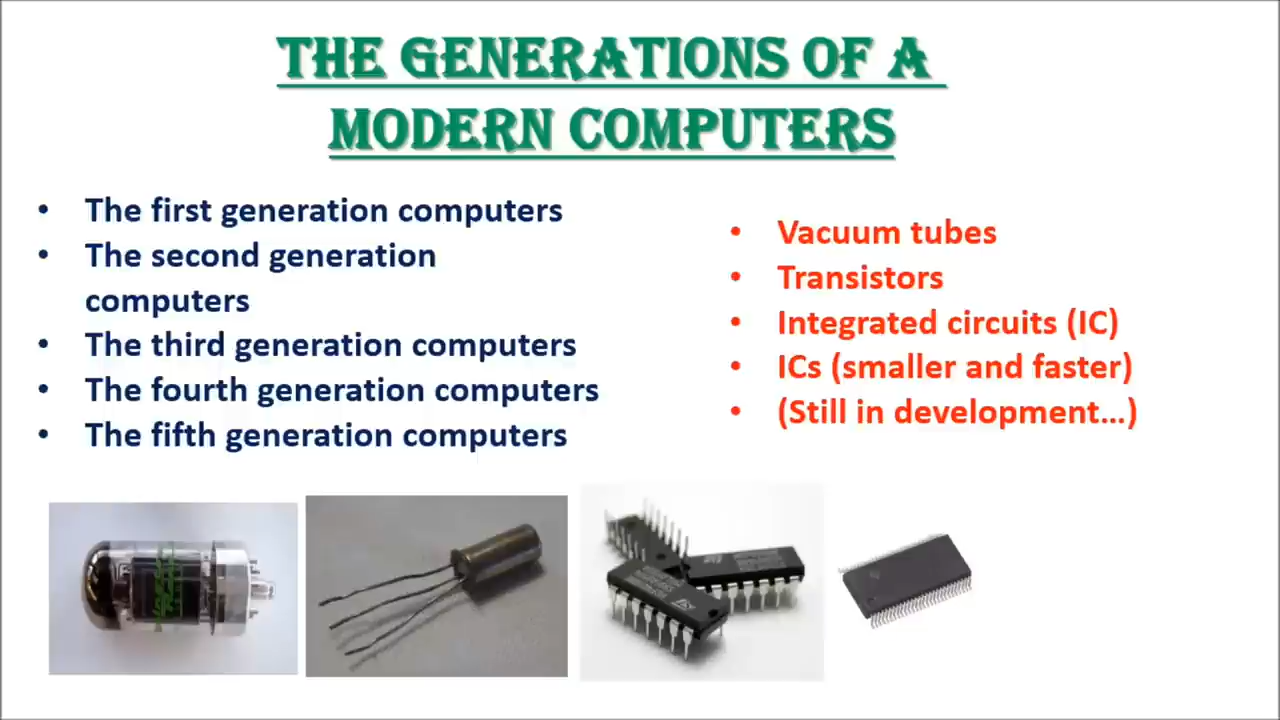 THE GENERATIONS OF A
MODERN COMPUTERS
• The first generation computers
• The second generation
computers
• The third generation computers
• The fourth generation computers
• The fifth generation computers
• Vacuum tubes
• Transistors
• Integrated circuits (IC)
• ICs (smaller and faster)
• (Still in development...)